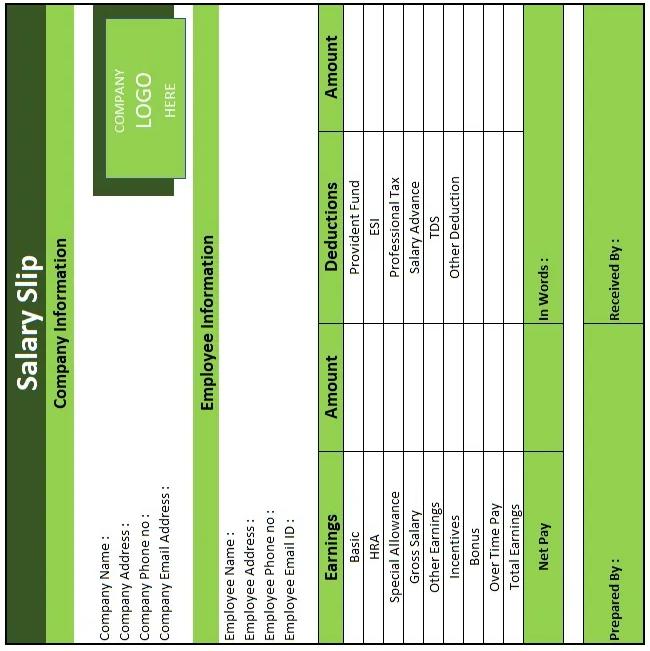 Salary Slip
Company Information
Company Name :
Company Address :
Company Phone no :
Company Email Address :
COMPANY
LOGO
HERE
Employee Information
Employee Name :
Employee Address :
Employee Phone no :
Employee Email ID :
Earnings Amount Deductions Amount
Basic Provident Fund
HRA ESI
Special Allowance Professional Tax
Gross Salary Salary Advance
Other Earnings TDS
Incentives Other Deduction
Bonus
Over Time Pay
Total Earnings
Net Pay In Words :
Prepared By : Received By :